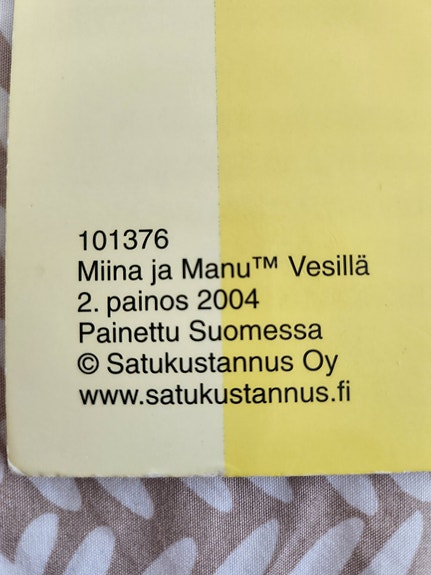 101376
Miina ja Manu™ Vesillä
2. painos 2004
Painettu Suomessa
© Satukustannus Oy
www.satukustannus.fi